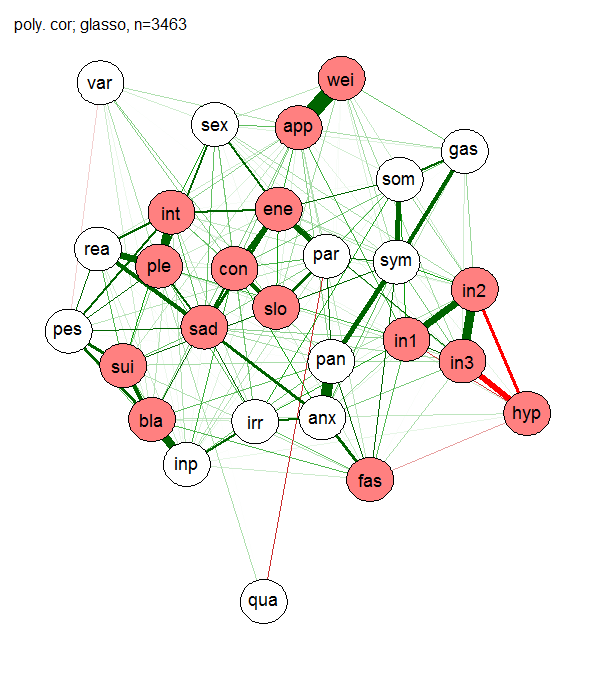 poly. cor; glasso, n=3463
wei
var
sex
app
gas
som
int
ene
rea
ple
con
par
sym
in2
slo
sad
pes
in1
in3
pan
sui
hyp
bla
irr
anx
inp
fas
qua